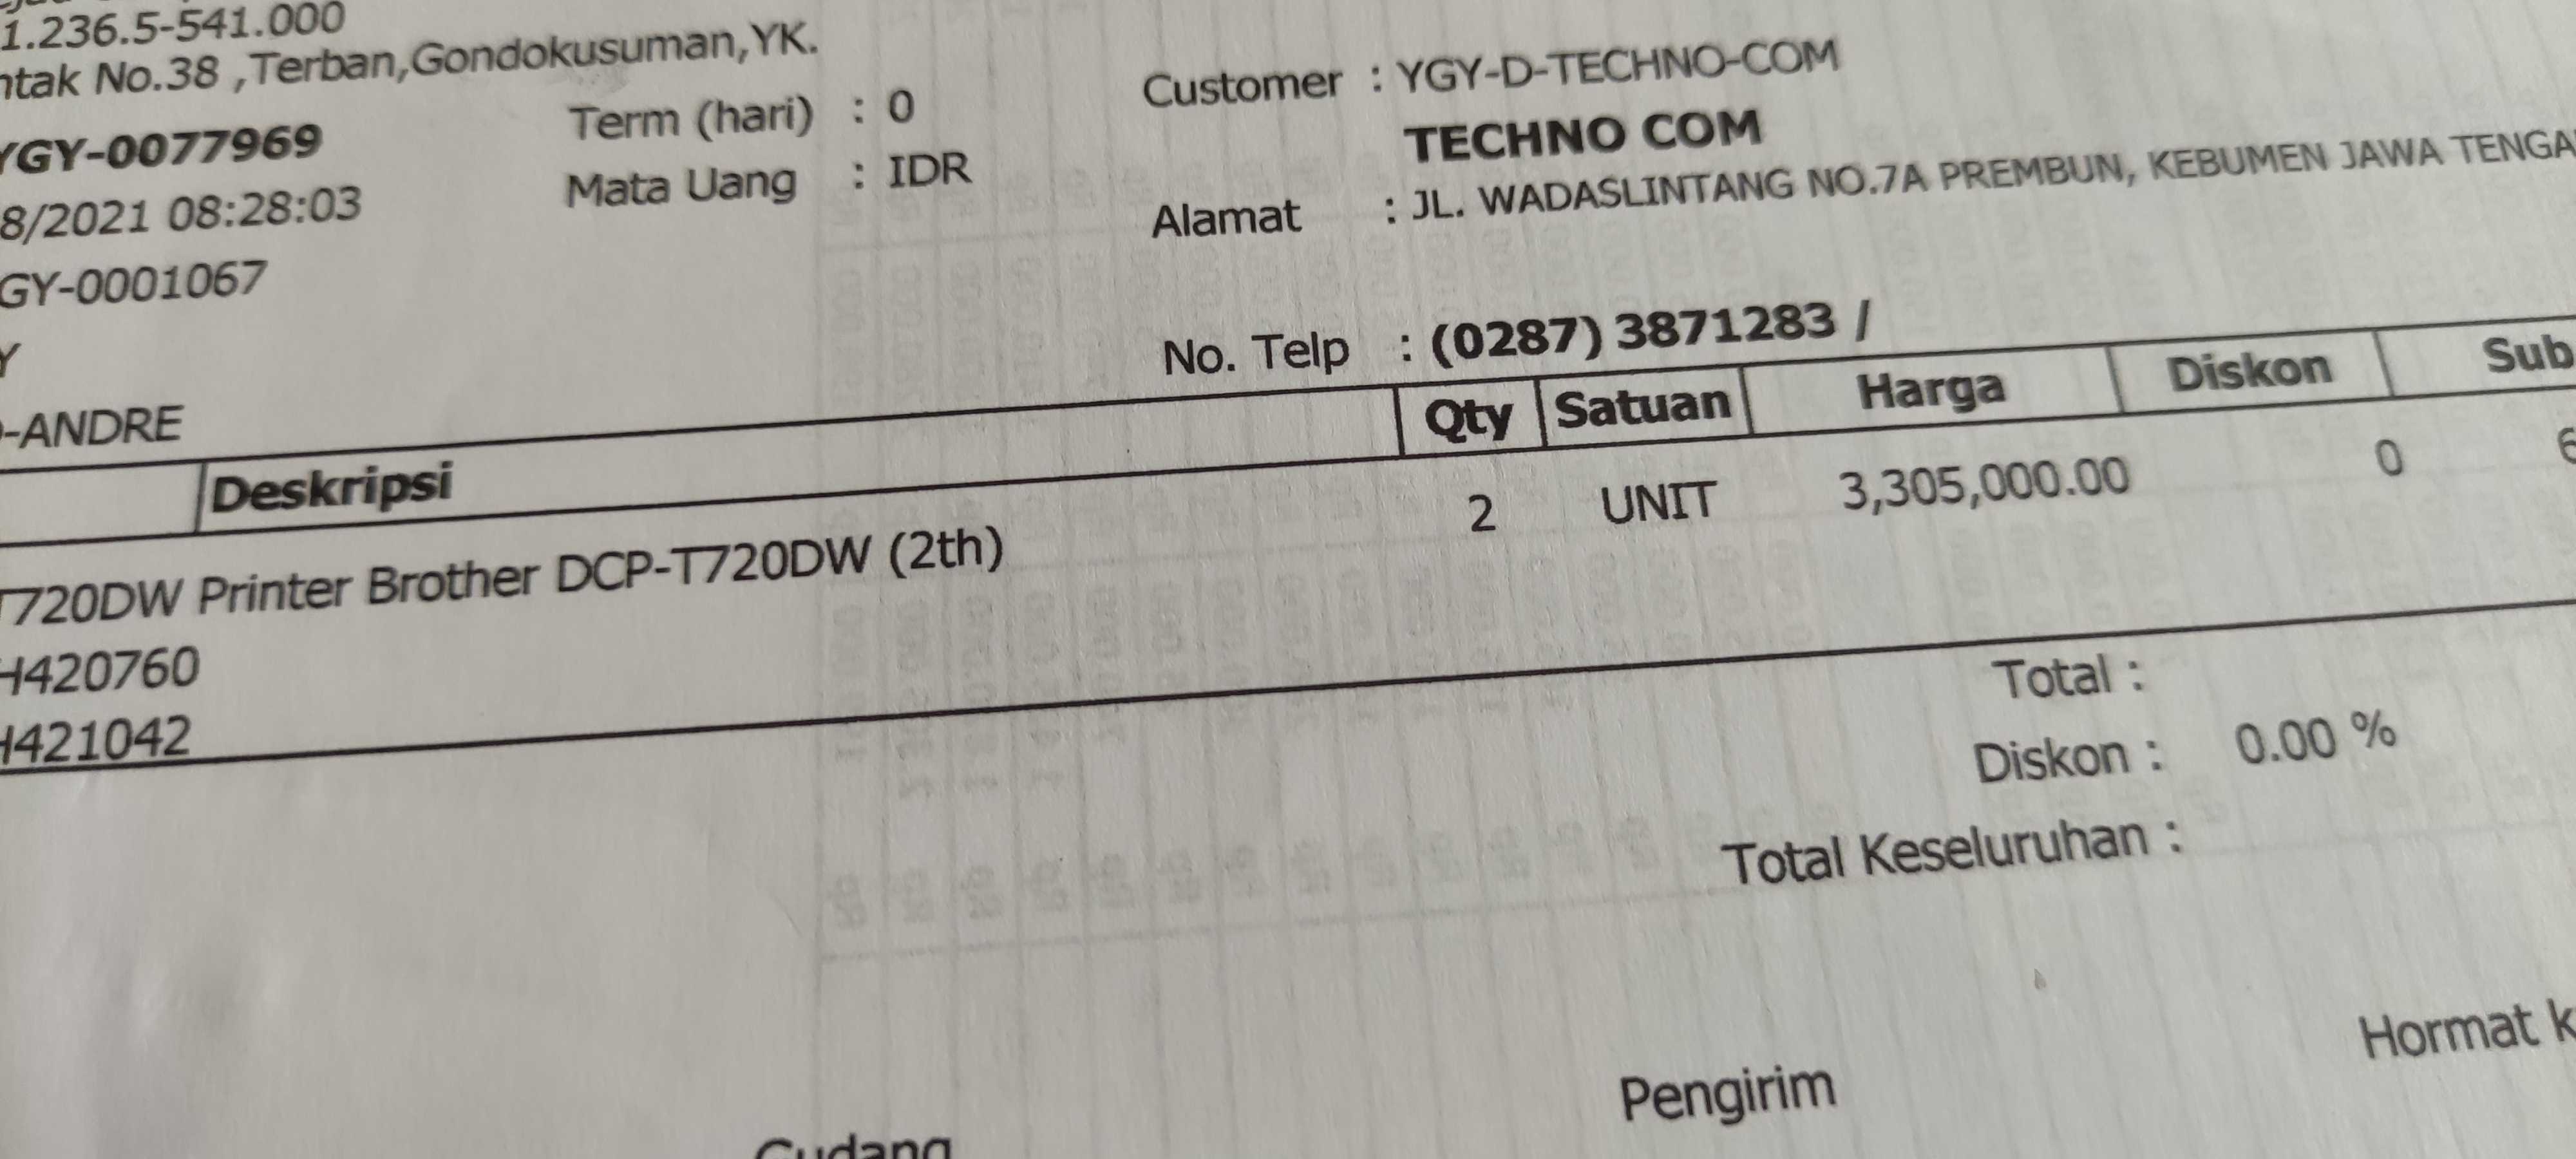 1.236.5-541.000
ntak No.38 ,Terban,Gondokusuman,YK.
YGY-0077969
8/2021 08:28:03
GY-0001067
Y
-ANDRE
Term (hari) : 0
Mata Uang : IDR
Customer : YGY-D-TECHNO-COM
TECHNO COM
Alamat : JL. WADASLINTANG NO.7A PREMBUN, KEBUMEN JAWA TENGA
No. Telp : (0287) 3871283 /
Deskripsi Qty Satuan Harga Diskon Sub
T720DW Printer Brother DCP-T720DW (2th) 2 UNIT 3,305,000.00 0 6
H420760
H421042
Total :
Diskon : 0.00 %
Total Keseluruhan :
Hormat k
Pengirim
Gudang